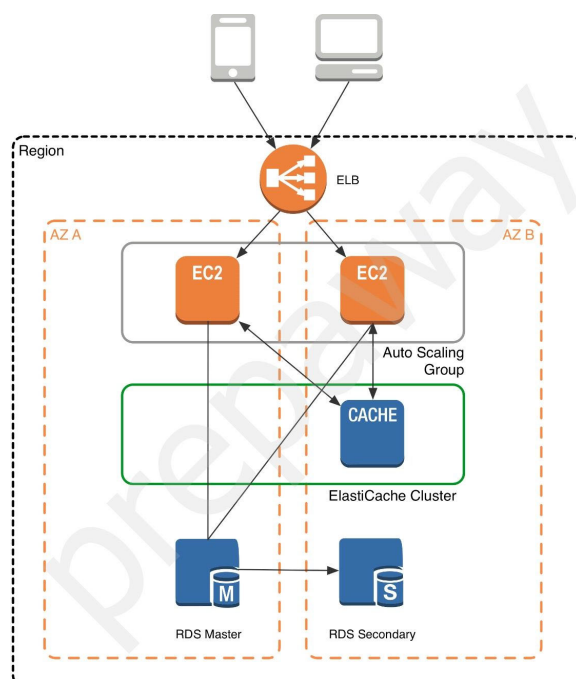 Region
ELB
AZ A
AZ B
EC2
EC2
Auto Scaling
Group
CACHE
ElastiCache Cluster
M
S
RDS Master
RDS Secondary
prepaway